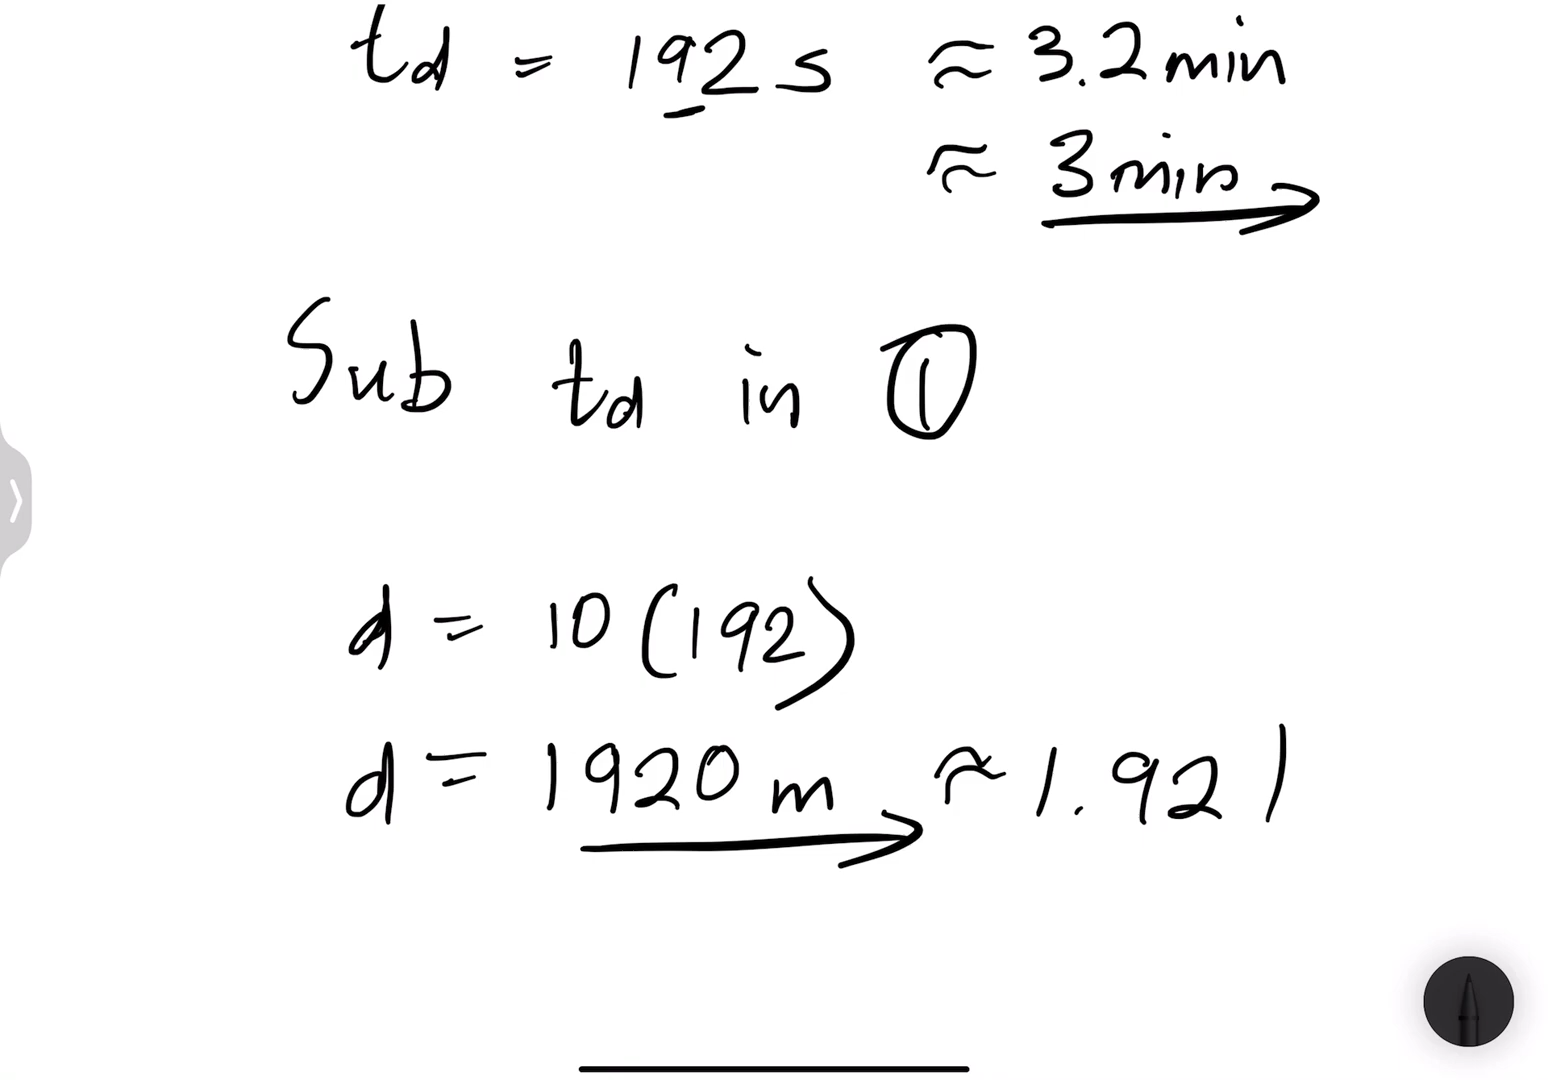 td = 192 s ≈ 3.2 min
≈ 3 min
Sub td in ①
d = 10 (192)
d = 1920 m ≈ 1.92